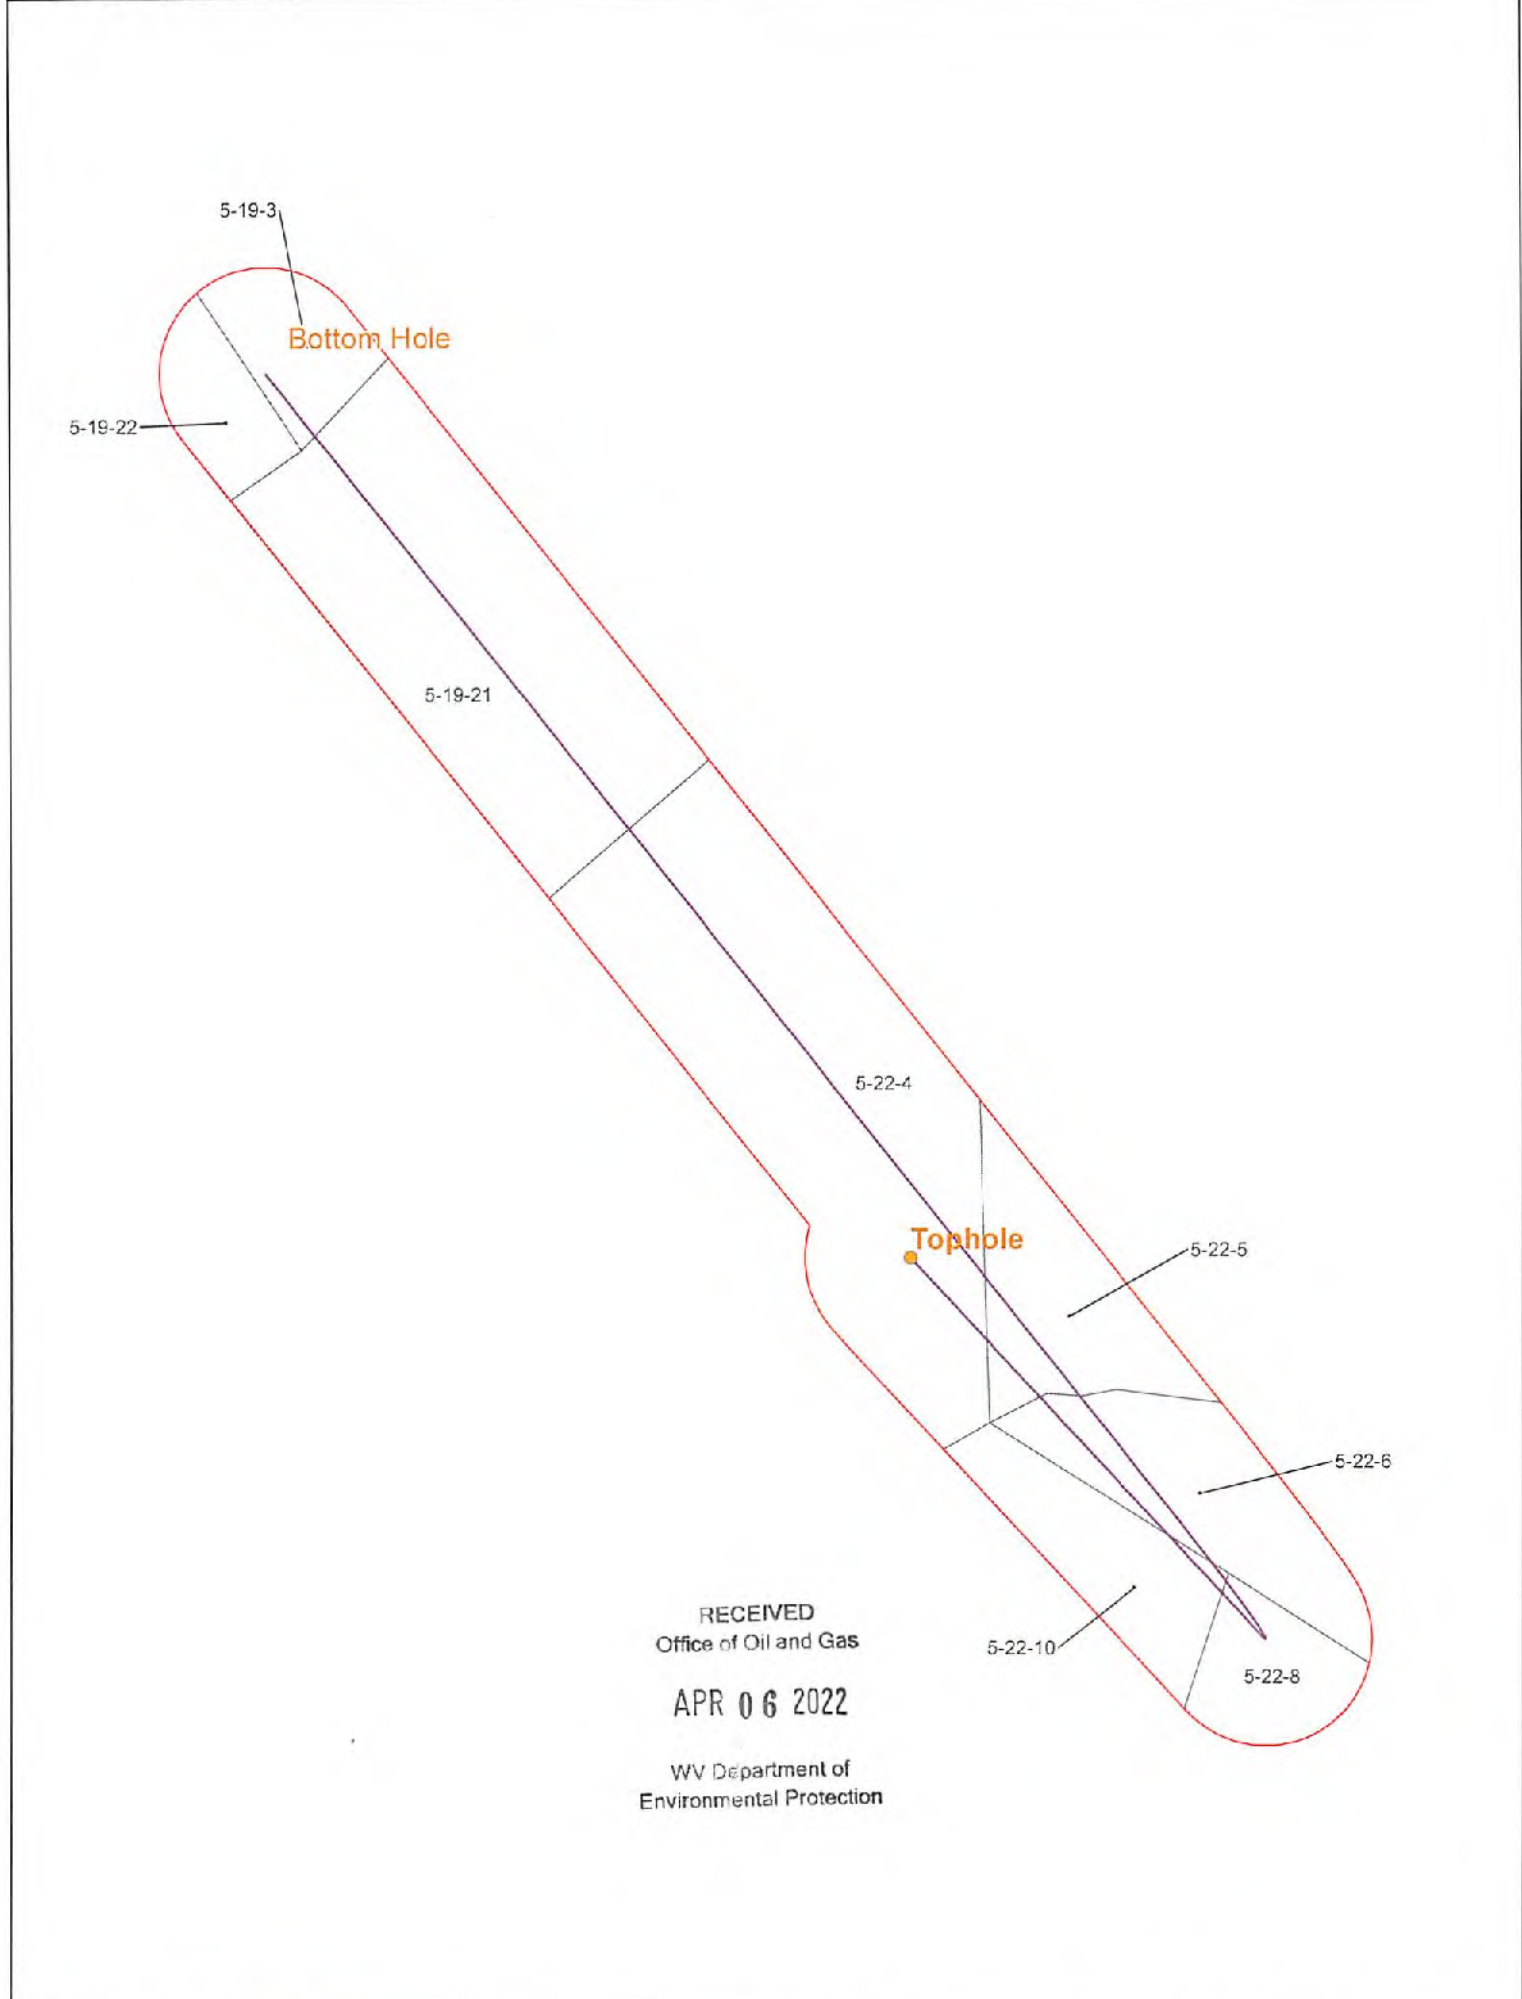 5-19-3
Bottom Hole
5-19-22
5-19-21
5-22-4
Tophole
5-22-5
5-22-6
RECEIVED
Office of Oil and Gas
5-22-10
5-22-8
APR 06 2022
WV Department of
Environmental Protection